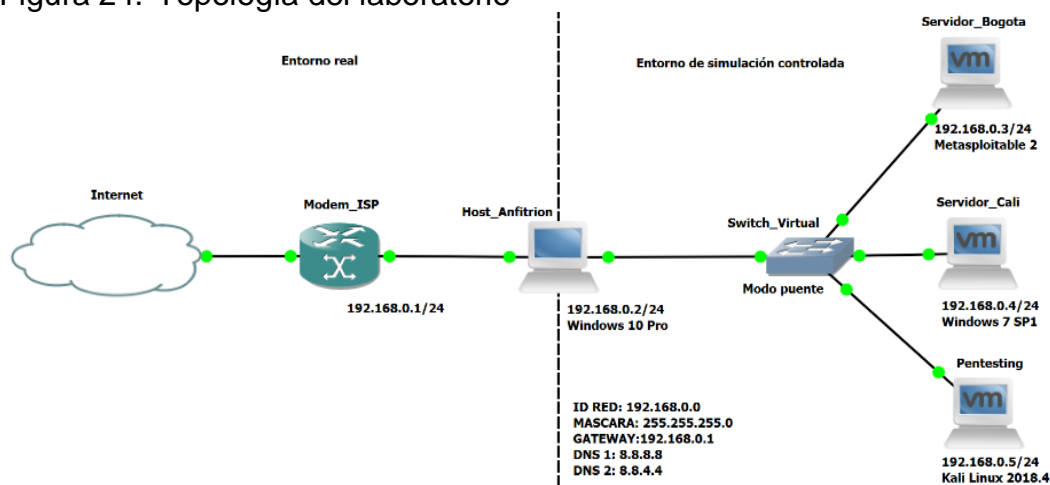 Figura 24. Topología del laboratorio
Entorno real
Entorno de simulación controlada
Servidor_Bogota
vm
192.168.0.3/24
Metasploitable 2
Internet
Modem_ISP
192.168.0.1/24
Host_Anfitrion
192.168.0.2/24
Windows 10 Pro
Switch_Virtual
Modo puente
Servidor_Cali
vm
192.168.0.4/24
Windows 7 SP1
Pentesting
vm
192.168.0.5/24
Kali Linux 2018.4
ID RED: 192.168.0.0
MASCARA: 255.255.255.0
GATEWAY:192.168.0.1
DNS 1: 8.8.8.8
DNS 2: 8.8.4.4